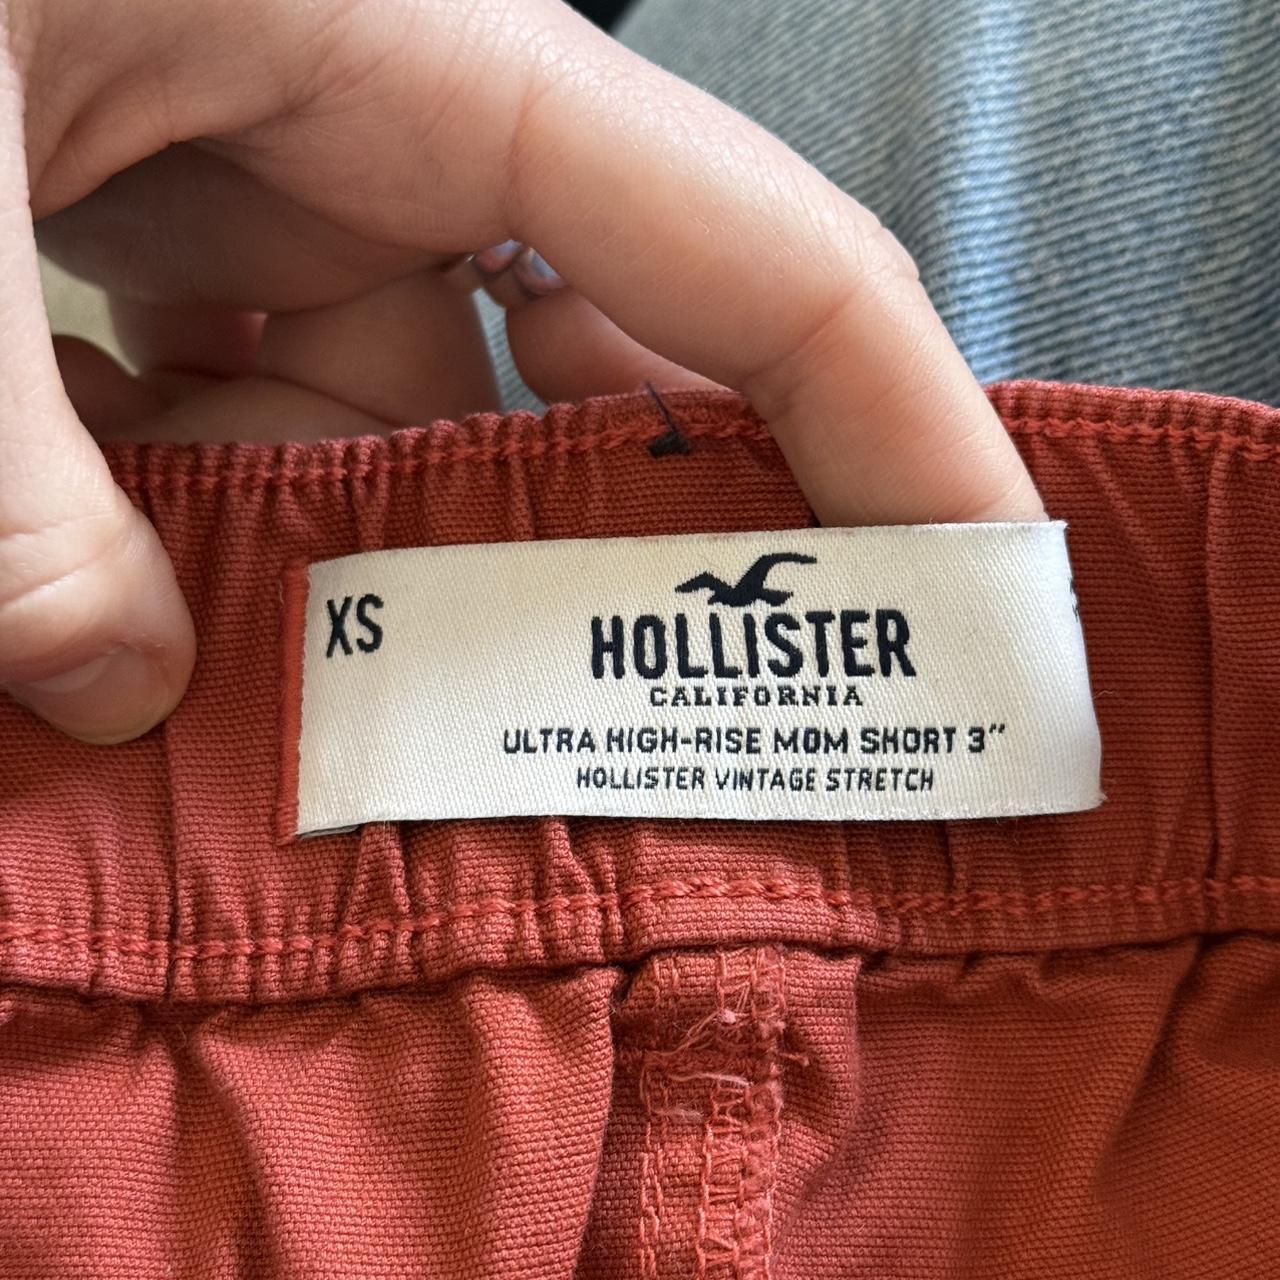 XS
HOLLISTER
CALIFORNIA
ULTRA HIGH-RISE MOM SHORT 3"
HOLLISTER VINTAGE STRETCH